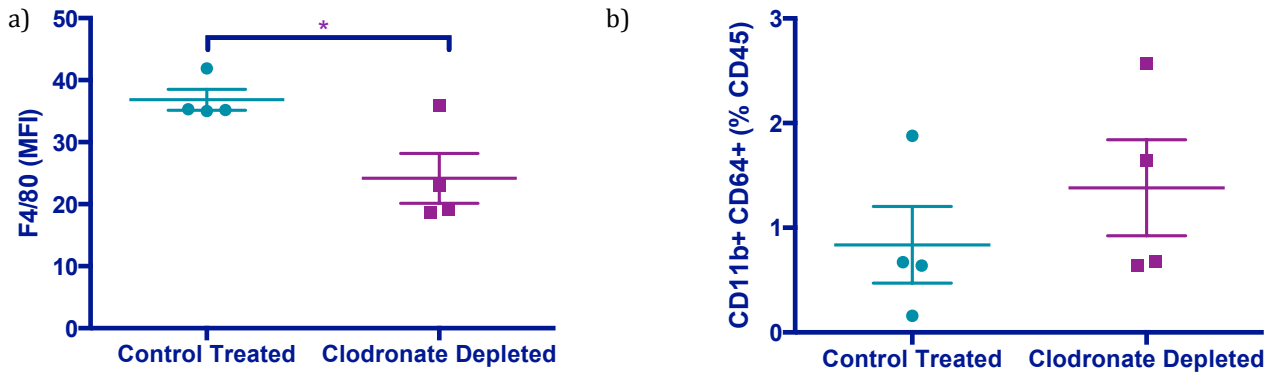 a)
F4/80 (MFI)
50
40
30
20
10
0
*
Control Treated
Clodronate Depleted
b)
CD11b+ CD64+ (% CD45)
3
2
1
0
Control Treated
Clodronate Depleted